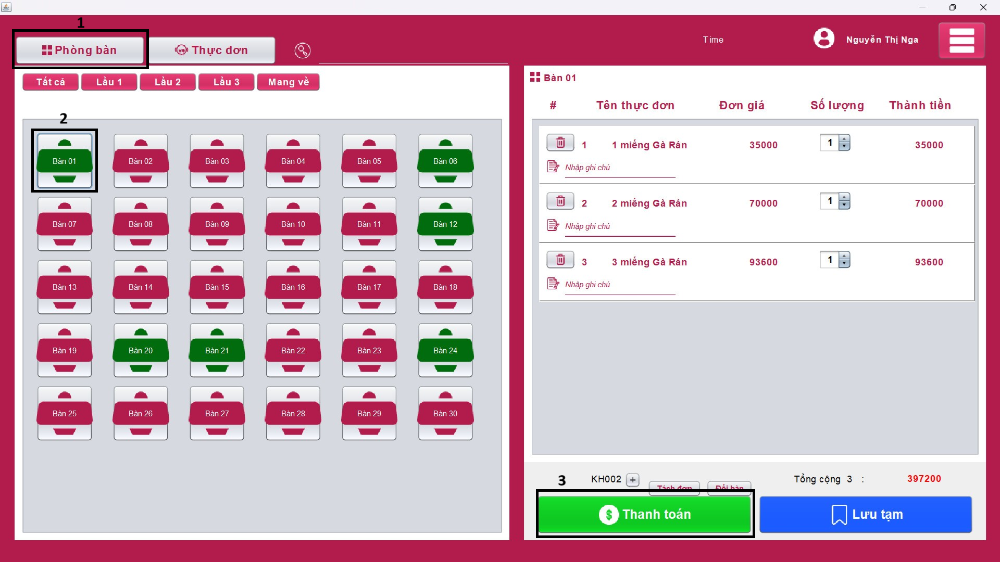 1
Phòng bàn
Thực đơn
Time
Nguyễn Thị Nga
Tất cả
Lầu 1
Lầu 2
Lầu 3
Mang về
2
Bàn 01
Bàn 02
Bàn 03
Bàn 04
Bàn 05
Bàn 06
Bàn 07
Bàn 08
Bàn 09
Bàn 10
Bàn 11
Bàn 12
Bàn 13
Bàn 14
Bàn 15
Bàn 16
Bàn 17
Bàn 18
Bàn 19
Bàn 20
Bàn 21
Bàn 22
Bàn 23
Bàn 24
Bàn 25
Bàn 26
Bàn 27
Bàn 28
Bàn 29
Bàn 30
Bàn 01
# Tên thực đơn Đơn giá Số lượng Thành tiền
1 1 miếng Gà Rán 35000 1 35000
Nhập ghi chú
2 2 miếng Gà Rán 70000 1 70000
Nhập ghi chú
3 3 miếng Gà Rán 93600 1 93600
Nhập ghi chú
3
KH002 +
Tổng cộng 3 : 397200
Tách đơn
Đổi bàn
$ Thanh toán
Lưu tạm